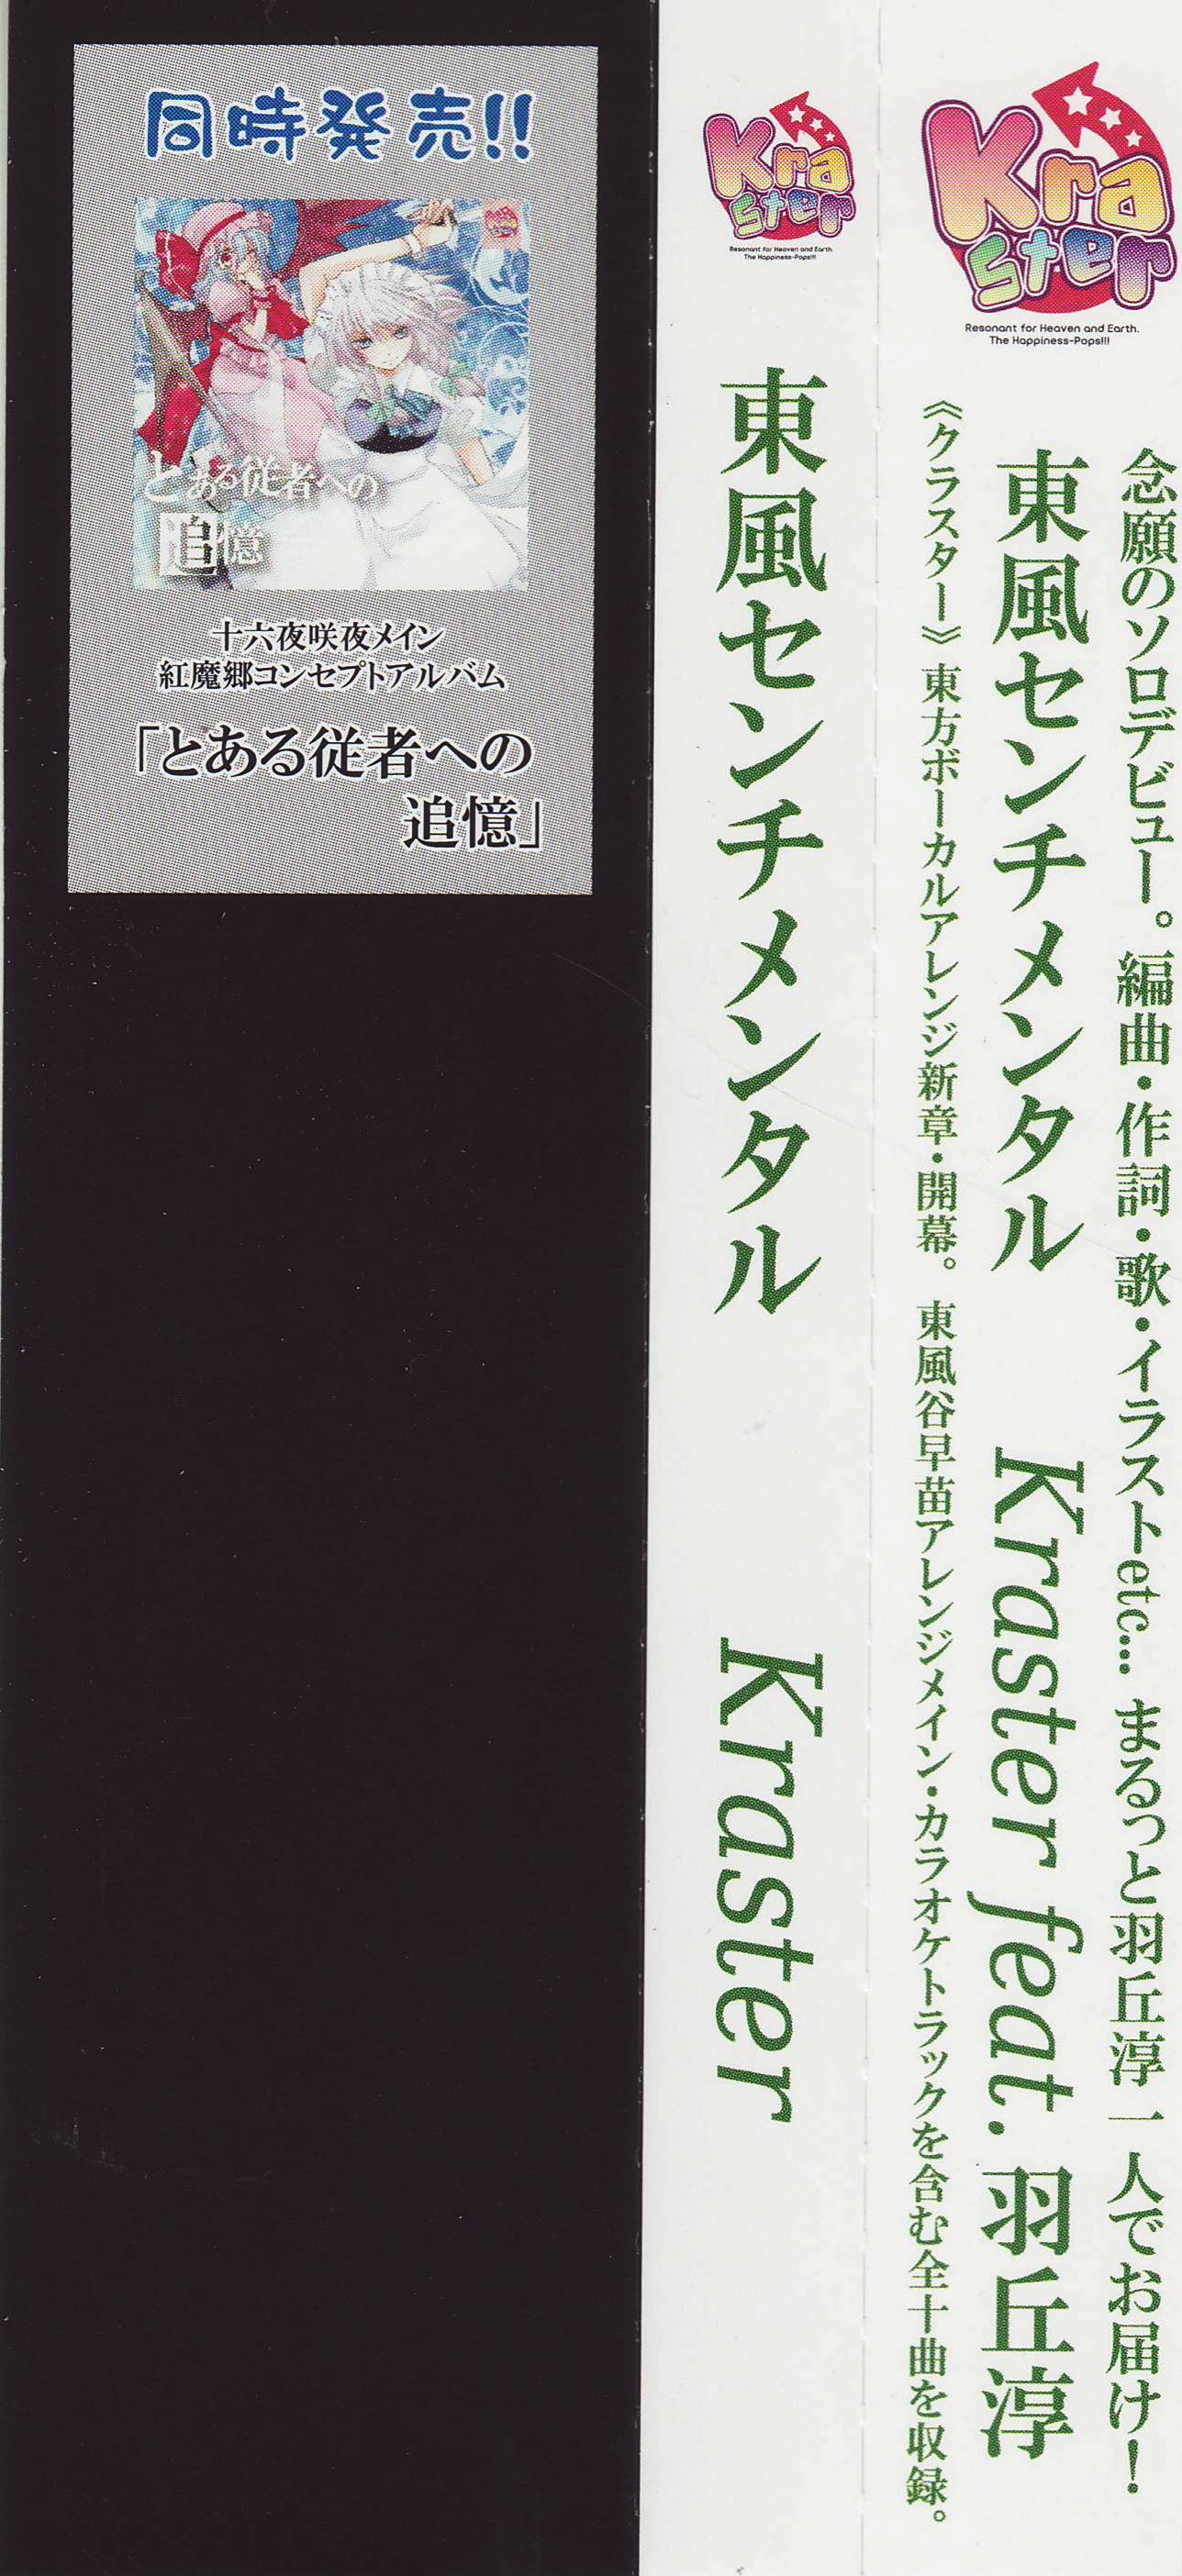 Kraster
Resonant for Heaven and Earth.
The Happiness-Pops!!!
念願のソロデビュー。編曲・作詞・歌・イラストetc… まるっと羽丘淳一人でお届け！
東風センチメンタル Kraster feat. 羽丘淳
《クラスター》東方ボーカルアレンジ新章・開幕。 東風谷早苗アレンジメイン・カラオケトラックを含む全十曲を収録。
Kraster
Resonant for Heaven and Earth.
The Happiness-Pops!!!
東風センチメンタル Kraster
同時発売!!
とある従者への
追憶
十六夜咲夜メイン
紅魔郷コンセプトアルバム
「とある従者への
追憶」